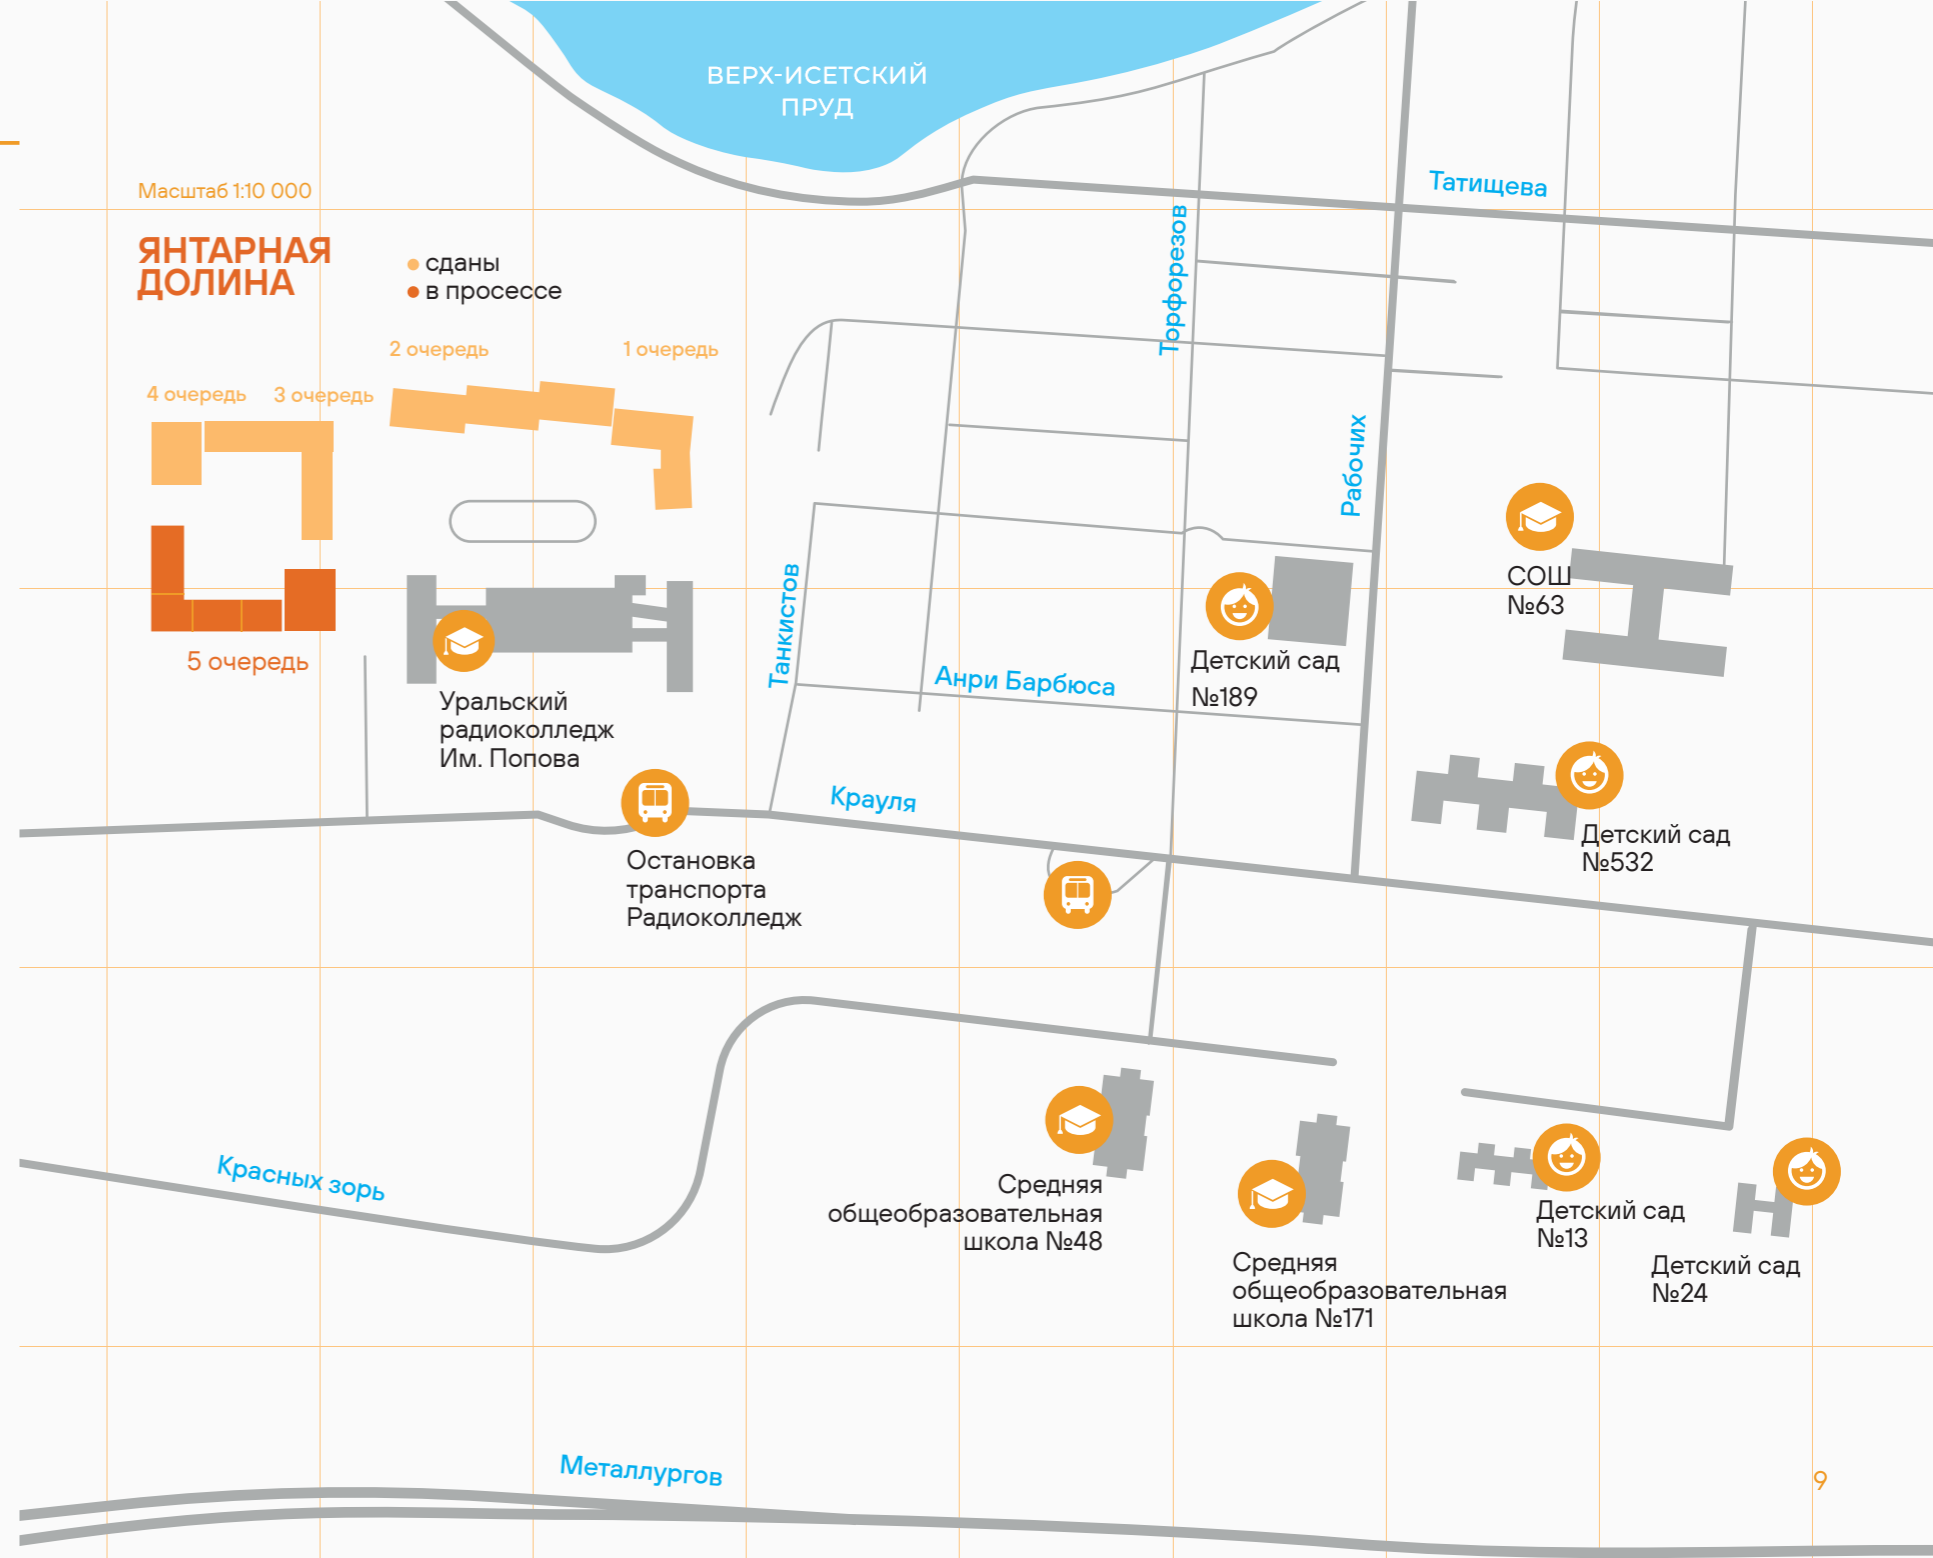 ВЕРХ-ИСЕТСКИЙ
ПРУД
Масштаб 1:10 000
Татищева
ЯНТАРНАЯ
ДОЛИНА
сданы
в просессе
Торфорезов
2 очередь
1 очередь
4 очередь
3 очередь
Рабочих
СОШ
№63
Танкистов
5 очередь
Детский сад
№189
Анри Барбюса
Уральский
радиоколледж
Им. Попова
Крауля
Детский сад
№532
Остановка
транспорта
Радиоколледж
Красных зорь
Средняя
общеобразовательная
школа №48
Детский сад
№13
Средняя
общеобразовательная
школа №171
Детский сад
№24
Металлургов
9